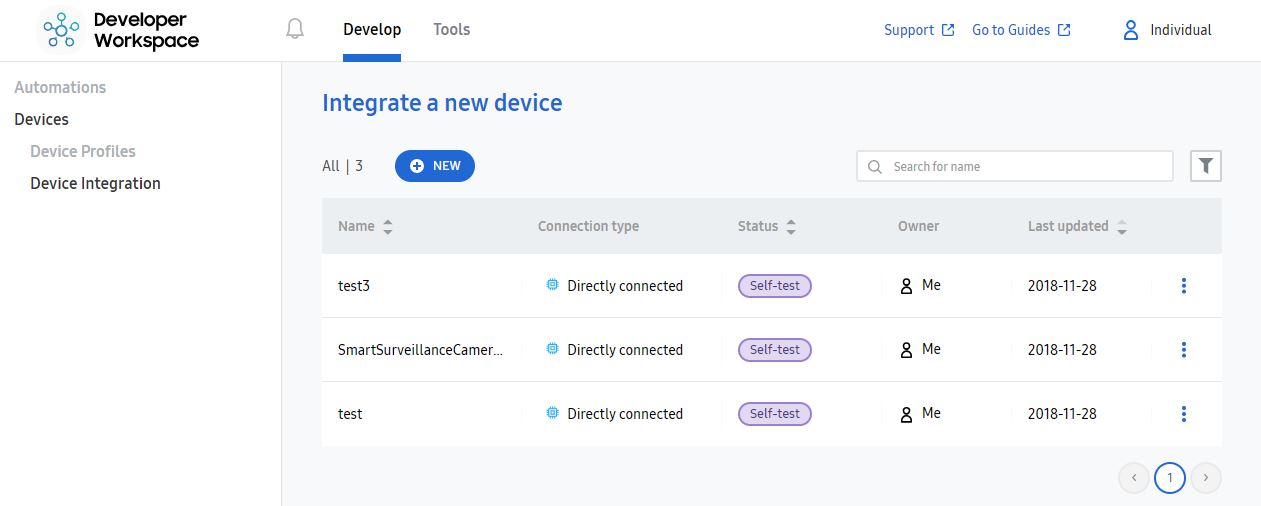 Developer
Workspace
Develop Tools
Support Go to Guides Individual
Automations
Devices
Device Profiles
Device Integration
Integrate a new device
All | 3 NEW Search for name
Name Connection type Status Owner Last updated
test3 Directly connected Self-test Me 2018-11-28
SmartSurveillanceCamer... Directly connected Self-test Me 2018-11-28
test Directly connected Self-test Me 2018-11-28
1